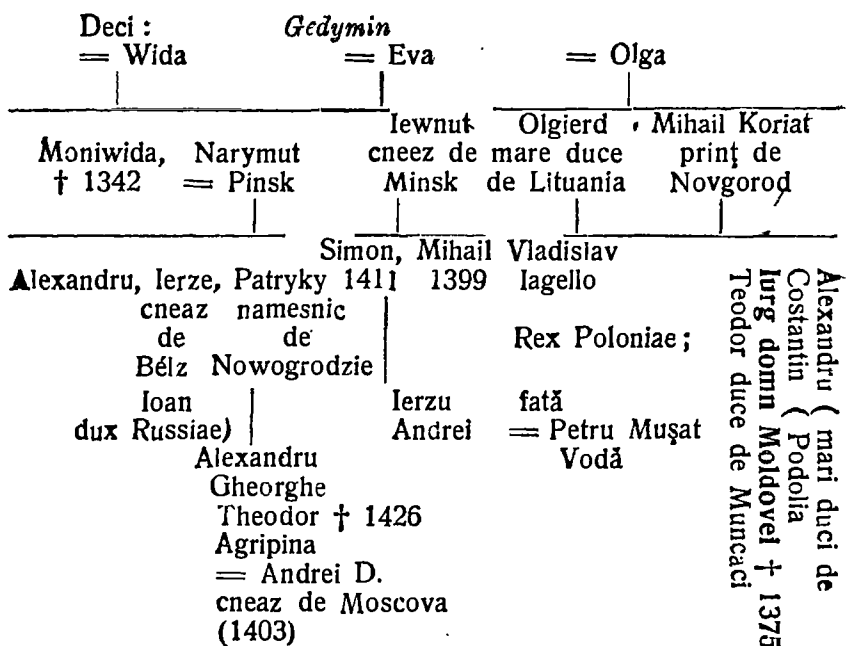 Deci : Gedymin
= Wida = Eva = Olga
Iewnut Olgierd Mihail Koriat
Moniwida, Narymut cneez de mare duce prinţ de
† 1342 = Pinsk Minsk de Lituania Novgorod
Simon, Mihail Vladislav
Alexandru, Ierze, Patryky 1411 1399 Iagello
cneaz namesnic
de de Rex Poloniae ;
Bélz Nowogrodzie
Ioan Ierzu fată
dux Russiae) Andrei = Petru Muşat
Alexandru Vodă
Gheorghe
Theodor † 1426
Agripina
= Andrei D.
cneaz de Moscova
(1403)
Alexandru ( mari duci de
Costantin ( Podolia
Iurg domn Moldovei † 1375
Teodor duce de Muncaci